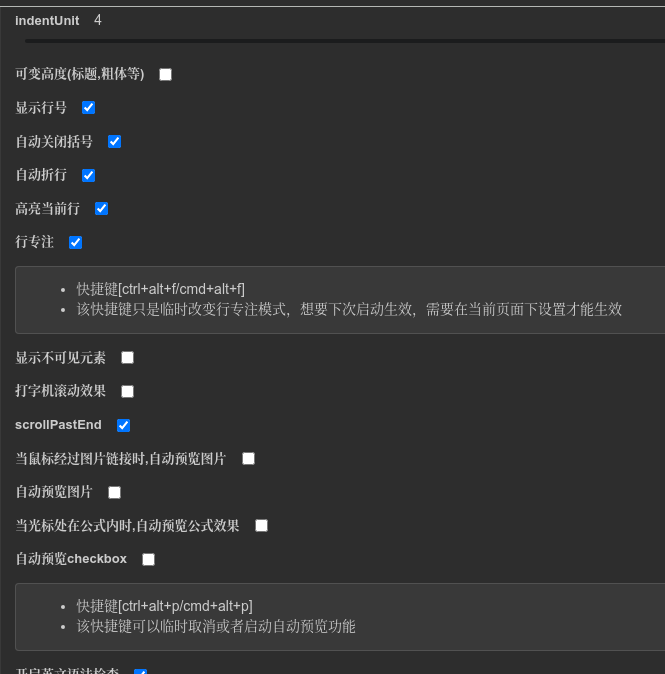 indentUnit 4
可变高度(标题,粗体等)
显示行号
自动关闭括号
自动折行
高亮当前行
行专注
快捷键[ctrl+alt+f/cmd+alt+f]
该快捷键只是临时改变行专注模式，想要下次启动生效，需要在当前页面下设置才能生效
显示不可见元素
打字机滚动效果
scrollPastEnd
当鼠标经过图片链接时,自动预览图片
自动预览图片
当光标处在公式内时,自动预览公式效果
自动预览checkbox
快捷键[ctrl+alt+p/cmd+alt+p]
该快捷键可以临时取消或者启动自动预览功能
开启英文语法检查